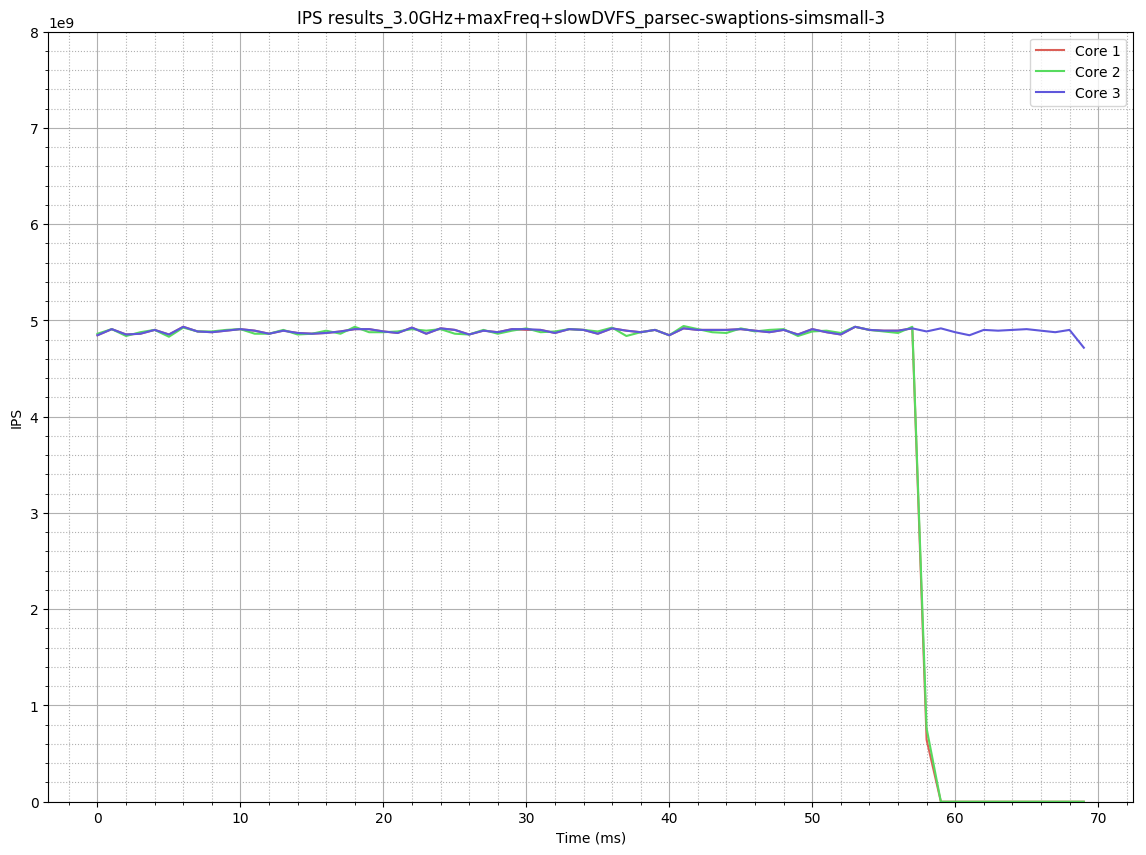 IPS results_3.0GHz+maxFreq+slowDVFS_parsec-swaptions-simsmall-3
1e9
8
7
6
5
4
3
2
1
0
IPS
Core 1
Core 2
Core 3
0 10 20 30 40 50 60 70
Time (ms)